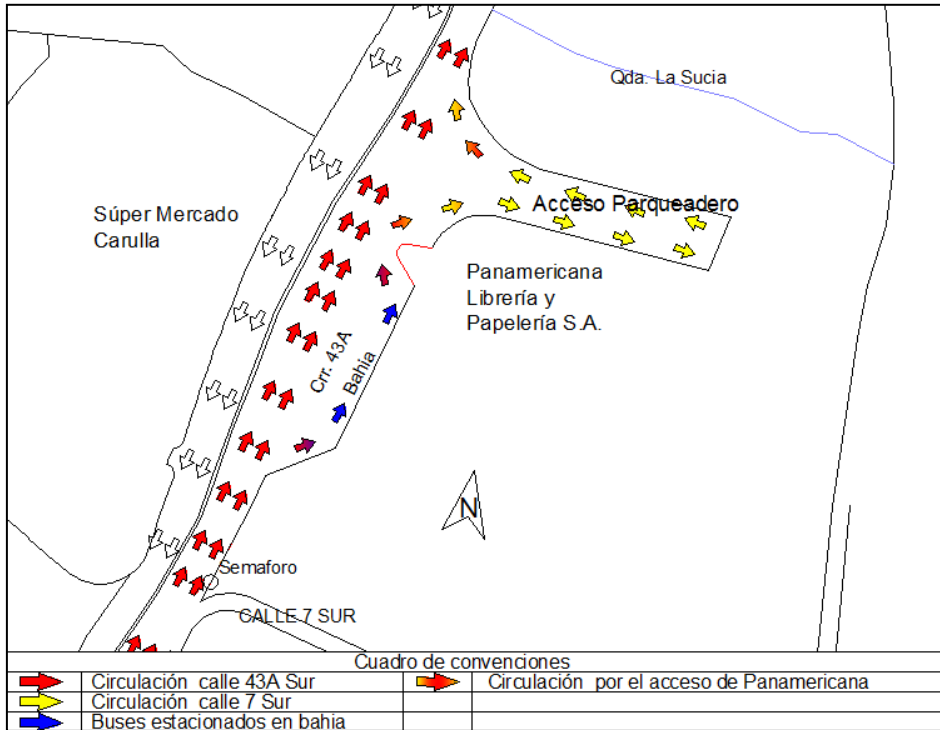 Qda. La Sucia
Acceso Parqueadero
Súper Mercado
Carulla
Panamericana
Librería y
Papelería S.A.
Crr. 43A
Bahia
N
Semaforo
CALLE 7 SUR
Cuadro de convenciones
Circulación calle 43A Sur
Circulación por el acceso de Panamericana
Circulación calle 7 Sur
Buses estacionados en bahia